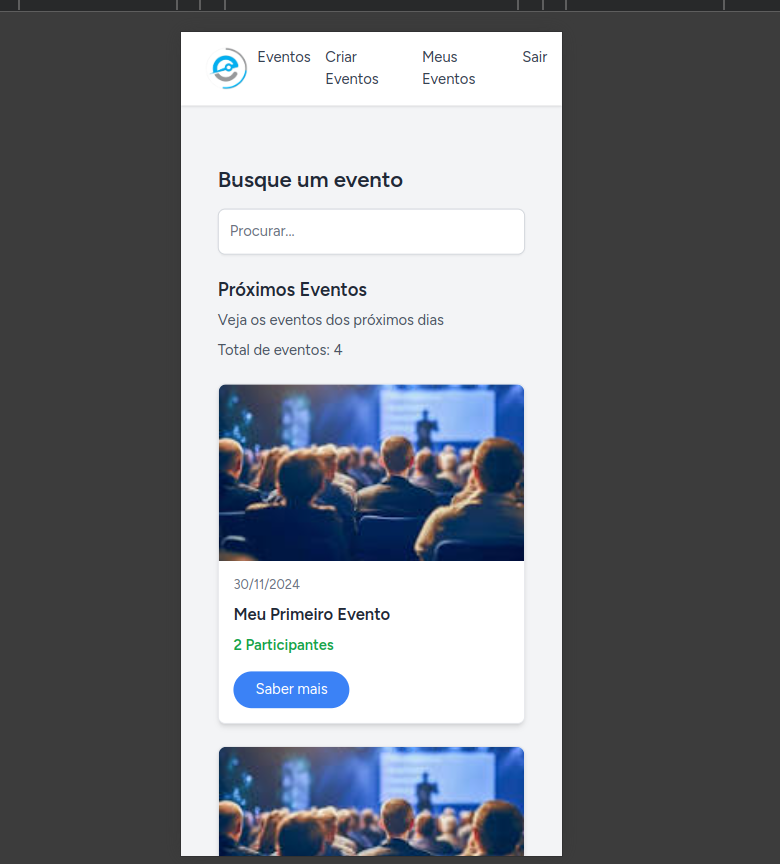 Eventos Criar Meus Sair
Eventos Eventos
Busque um evento
Procurar...
Próximos Eventos
Veja os eventos dos próximos dias
Total de eventos: 4
30/11/2024
Meu Primeiro Evento
2 Participantes
Saber mais